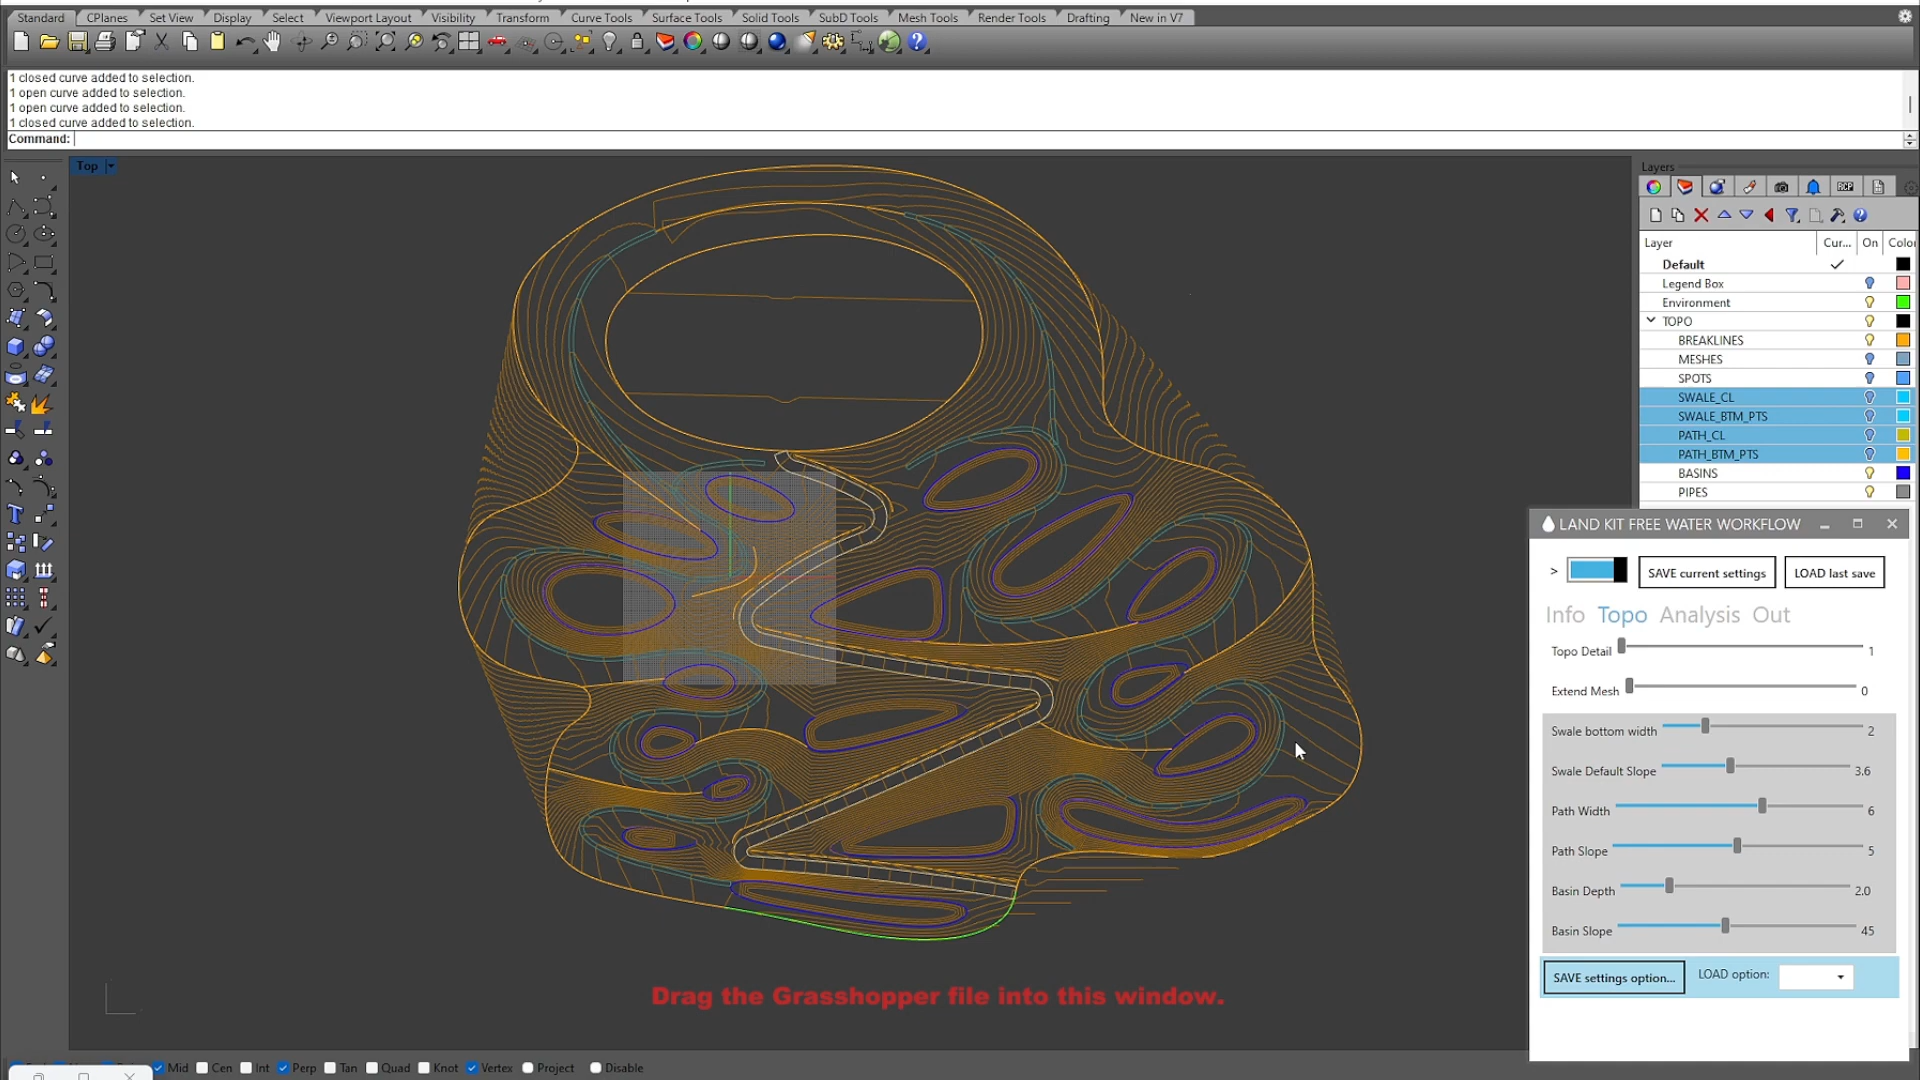 Standard CPlanes Set View Display Select Viewport Layout Visibility Transform Curve Tools Surface Tools Solid Tools SubD Tools Mesh Tools Render Tools Drafting New in V7
1 closed curve added to selection.
1 open curve added to selection.
1 open curve added to selection.
1 closed curve added to selection.
Command:
Top
Layers
Layer Cur... On Color
Default
Legend Box
Environment
TOPO
BREAKLINES
MESHES
SPOTS
SWALE_CL
SWALE_BTM_PTS
PATH_CL
PATH_BTM_PTS
BASINS
PIPES
LAND KIT FREE WATER WORKFLOW
> SAVE current settings LOAD last save
Info Topo Analysis Out
Topo Detail 1
Extend Mesh 0
Swale bottom width 2
Swale Default Slope 3.6
Path Width 6
Path Slope 5
Basin Depth 2.0
Basin Slope 45
SAVE settings option... LOAD option:
Drag the Grasshopper file into this window.
Mid Cen Int Perp Tan Quad Knot Vertex Project Disable